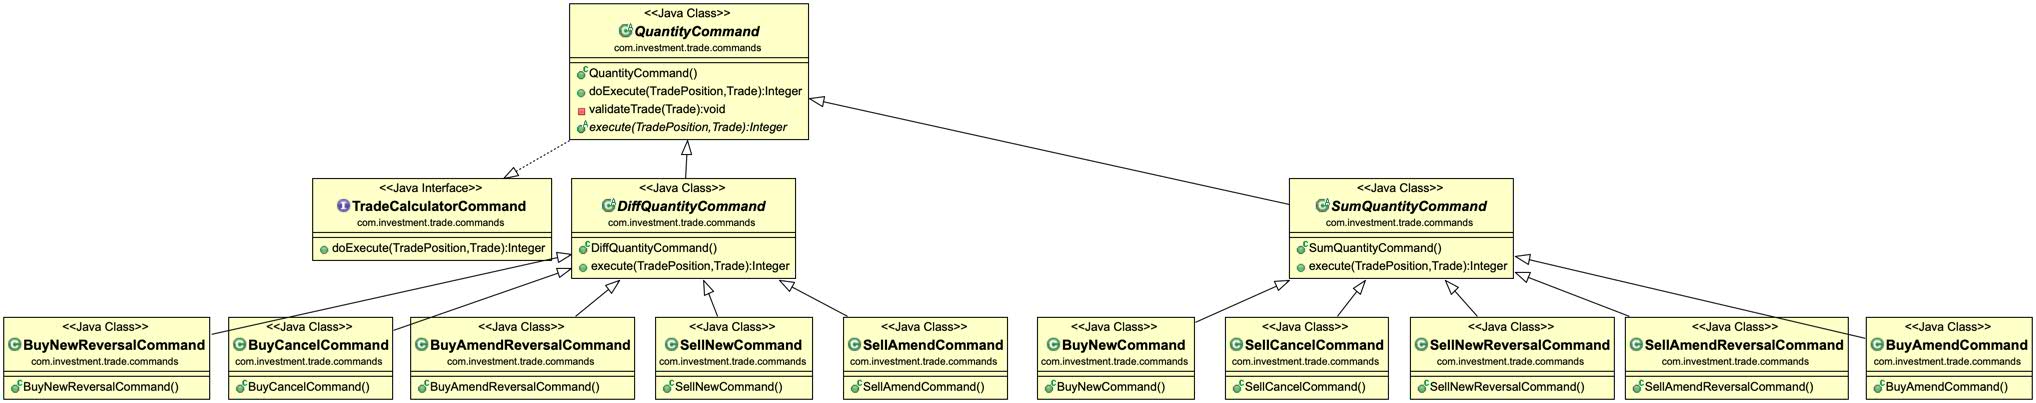 <<Java Class>>
QuantityCommand
com.investment.trade.commands
QuantityCommand()
doExecute(TradePosition,Trade):Integer
validateTrade(Trade):void
execute(TradePosition,Trade):Integer
<<Java Interface>>
TradeCalculatorCommand
com.investment.trade.commands
doExecute(TradePosition,Trade):Integer
<<Java Class>>
DiffQuantityCommand
com.investment.trade.commands
DiffQuantityCommand()
execute(TradePosition,Trade):Integer
<<Java Class>>
SumQuantityCommand
com.investment.trade.commands
SumQuantityCommand()
execute(TradePosition,Trade):Integer
<<Java Class>>
BuyNewReversalCommand
com.investment.trade.commands
BuyNewReversalCommand()
<<Java Class>>
BuyCancelCommand
com.investment.trade.commands
BuyCancelCommand()
<<Java Class>>
BuyAmendReversalCommand
com.investment.trade.commands
BuyAmendReversalCommand()
<<Java Class>>
SellNewCommand
com.investment.trade.commands
SellNewCommand()
<<Java Class>>
SellAmendCommand
com.investment.trade.commands
SellAmendCommand()
<<Java Class>>
BuyNewCommand
com.investment.trade.commands
BuyNewCommand()
<<Java Class>>
SellCancelCommand
com.investment.trade.commands
SellCancelCommand()
<<Java Class>>
SellNewReversalCommand
com.investment.trade.commands
SellNewReversalCommand()
<<Java Class>>
SellAmendReversalCommand
com.investment.trade.commands
SellAmendReversalCommand()
<<Java Class>>
BuyAmendCommand
com.investment.trade.commands
BuyAmendCommand()